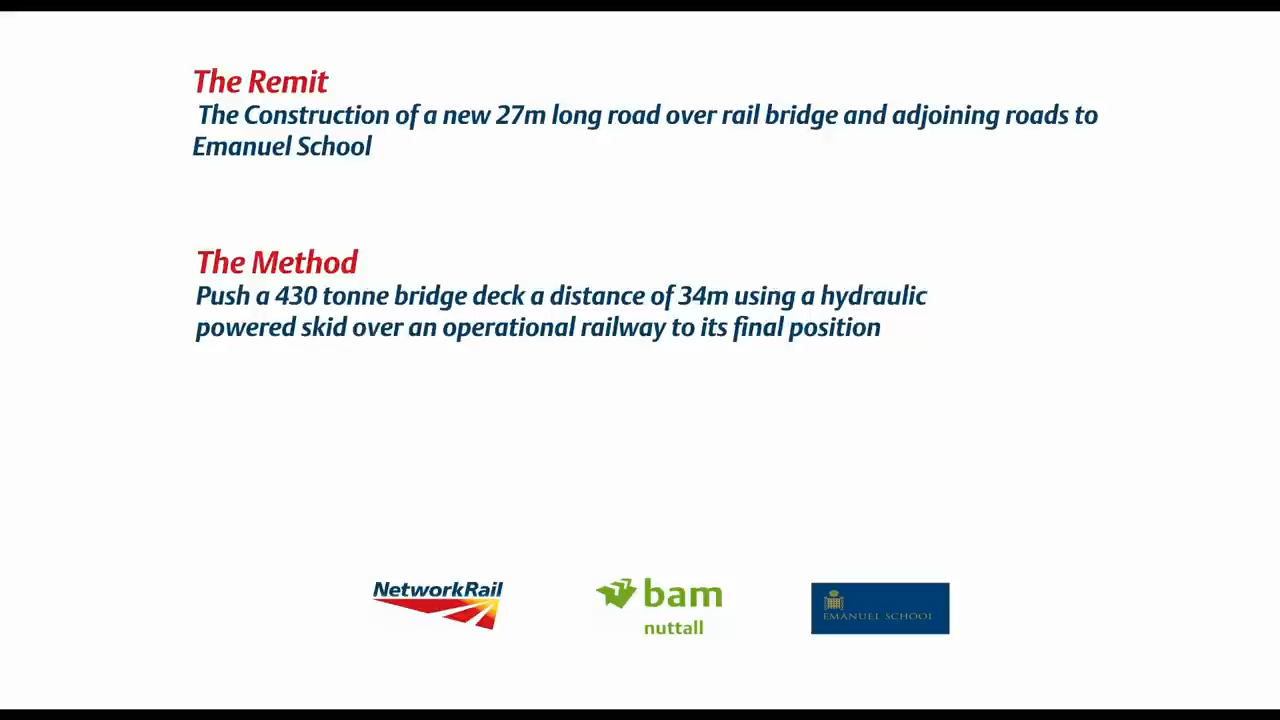 The Remit
The Construction of a new 27m long road over rail bridge and adjoining roads to
Emanuel School
The Method
Push a 430 tonne bridge deck a distance of 34m using a hydraulic
powered skid over an operational railway to its final position
NetworkRail
bam
nuttall
EMANUEL SCHOOL